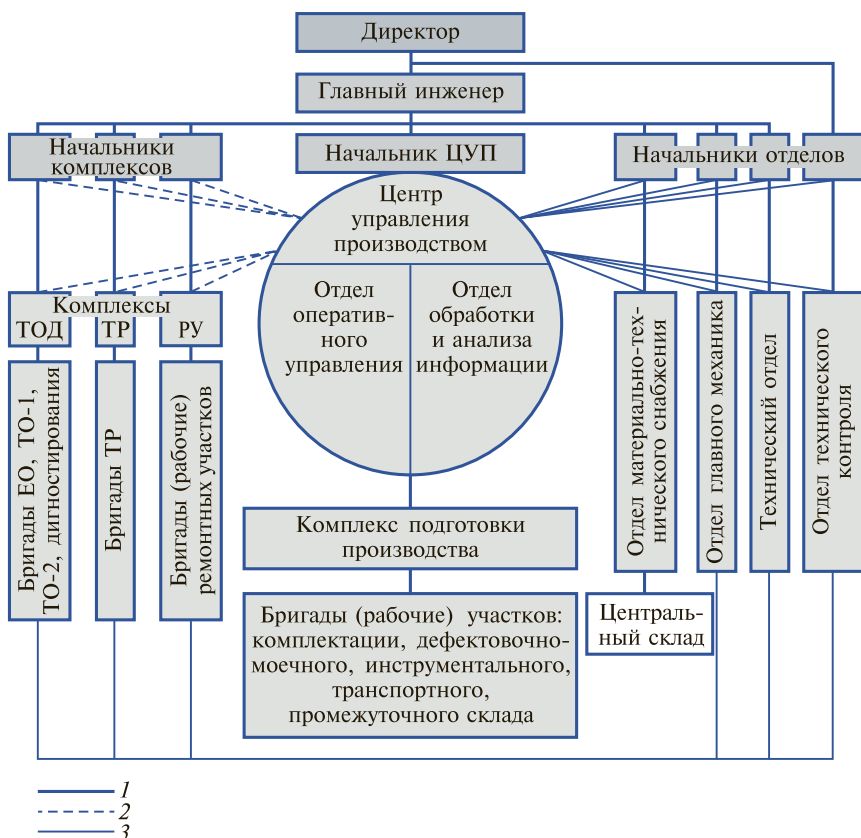 Директор
Главный инженер
Начальники
комплексов
Начальник ЦУП
Начальники отделов
Центр
управления
производством
Отдел
оператив-
ного
управления
Отдел
обработки
и анализа
информации
Комплексы
ТОД
ТР
РУ
Бригады ЕО, ТО-1,
ТО-2, дигностирования
Бригады ТР
Бригады (рабочие)
ремонтных участков
Комплекс подготовки
производства
Бригады (рабочие) участков:
комплектации, дефектовочно-
моечного, инструментального,
транспортного,
промежуточного склада
Отдел материально-тех-
нического снабжения
Отдел главного механика
Технический отдел
Отдел технического
контроля
Централь-
ный склад
1
2
3